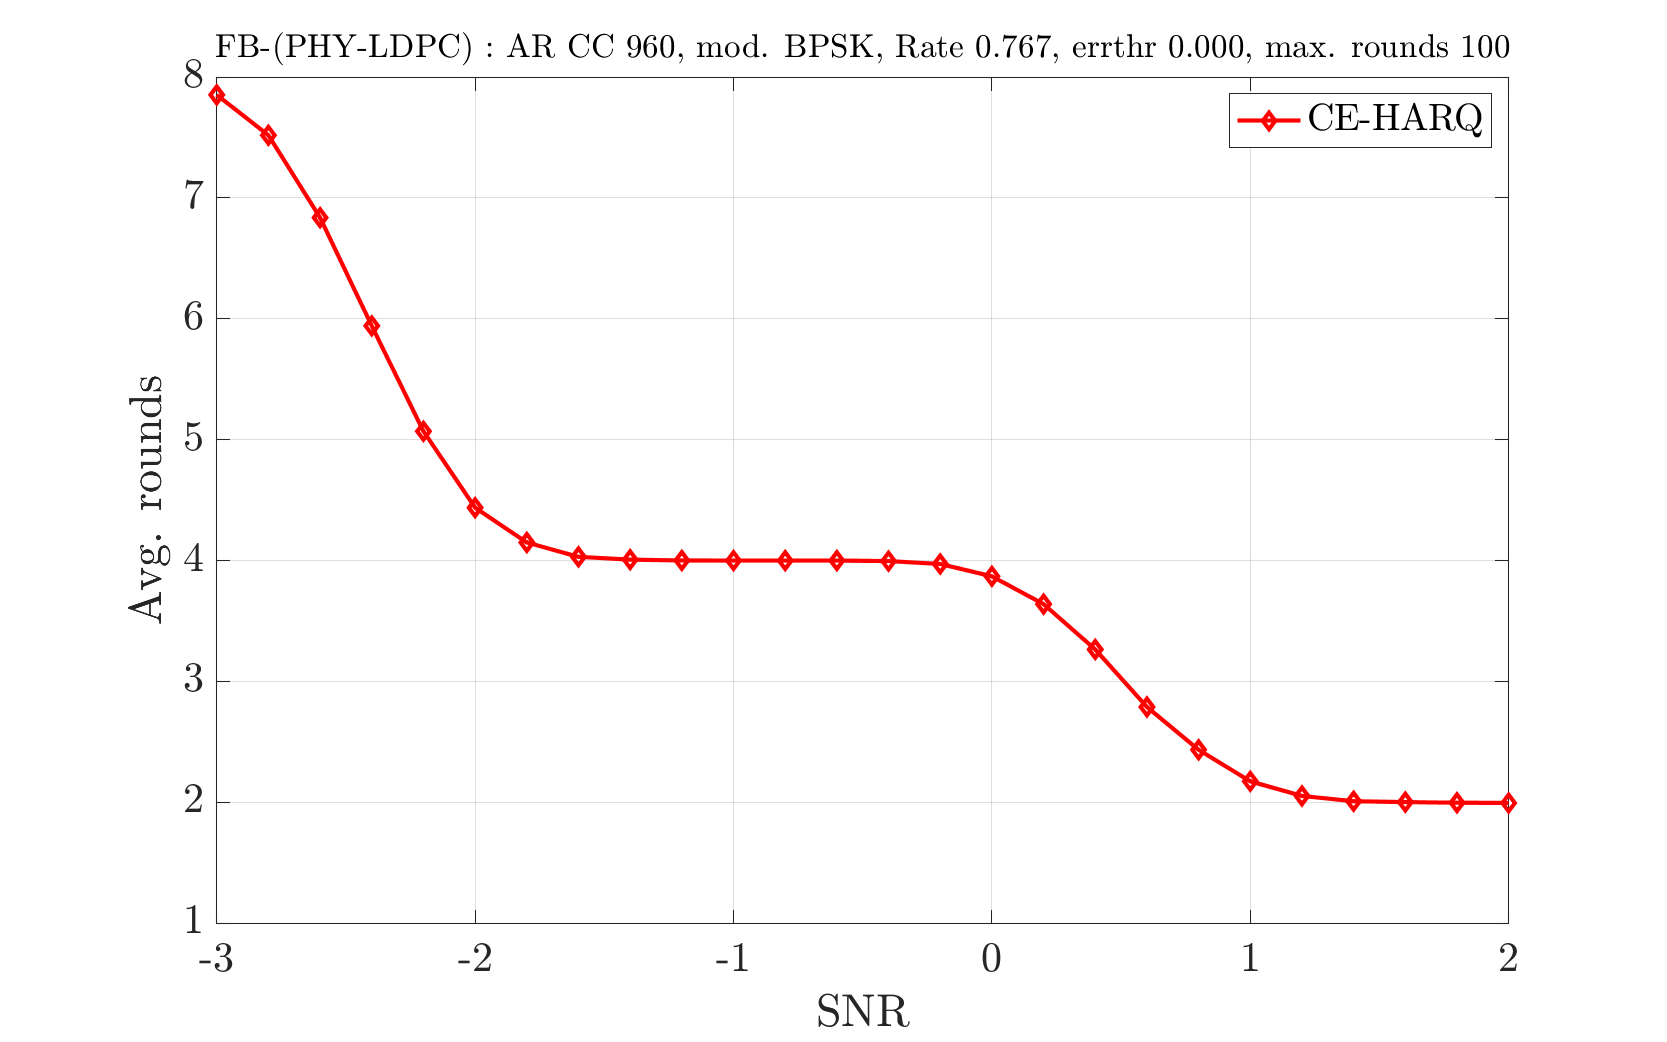 FB-(PHY-LDPC) : AR CC 960, mod. BPSK, Rate 0.767, errthr 0.000, max. rounds 100
CE-HARQ
8
7
6
5
4
3
2
1
Avg. rounds
-3 -2 -1 0 1 2
SNR